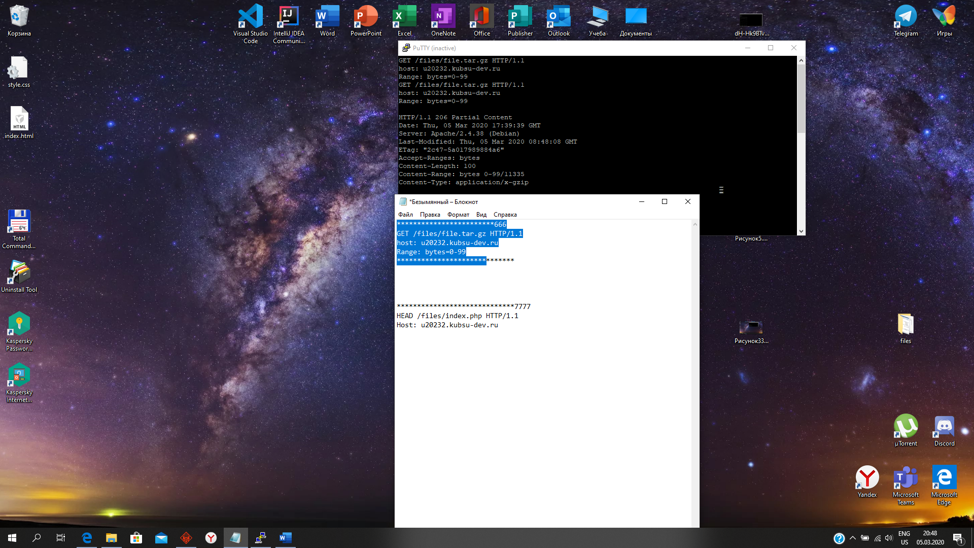 Корзина
Visual Studio
Code
IntelliJ IDEA
Communi...
Word
PowerPoint
Excel
OneNote
Office
Publisher
Outlook
Учеба-
Документы
dH-Hk9BTc...
Telegram
Игры
style.css
.index.html
Total
Command...
Uninstall Tool
Kaspersky
Passwor...
Kaspersky
Internet...
PuTTY (inactive)
GET /files/file.tar.gz HTTP/1.1
host: u20232.kubsu-dev.ru
Range: bytes=0-99
GET /files/file.tar.gz HTTP/1.1
host: u20232.kubsu-dev.ru
Range: bytes=0-99
HTTP/1.1 206 Partial Content
Date: Thu, 05 Mar 2020 17:39:39 GMT
Server: Apache/2.4.38 (Debian)
Last-Modified: Thu, 05 Mar 2020 08:48:08 GMT
ETag: "2c47-5a017989884a6"
Accept-Ranges: bytes
Content-Length: 100
Content-Range: bytes 0-99/11335
Content-Type: application/x-gzip
*Безымянный – Блокнот
Файл Правка Формат Вид Справка
************************666
GET /files/file.tar.gz HTTP/1.1
host: u20232.kubsu-dev.ru
Range: bytes=0-99
*****************************
*****************************7777
HEAD /files/index.php HTTP/1.1
Host: u20232.kubsu-dev.ru
Рисунок5....
Рисунок33...
files
µTorrent
Discord
Yandex
Microsoft
Teams
Microsoft
Edge
ENG
US
20:48
05.03.2020
1